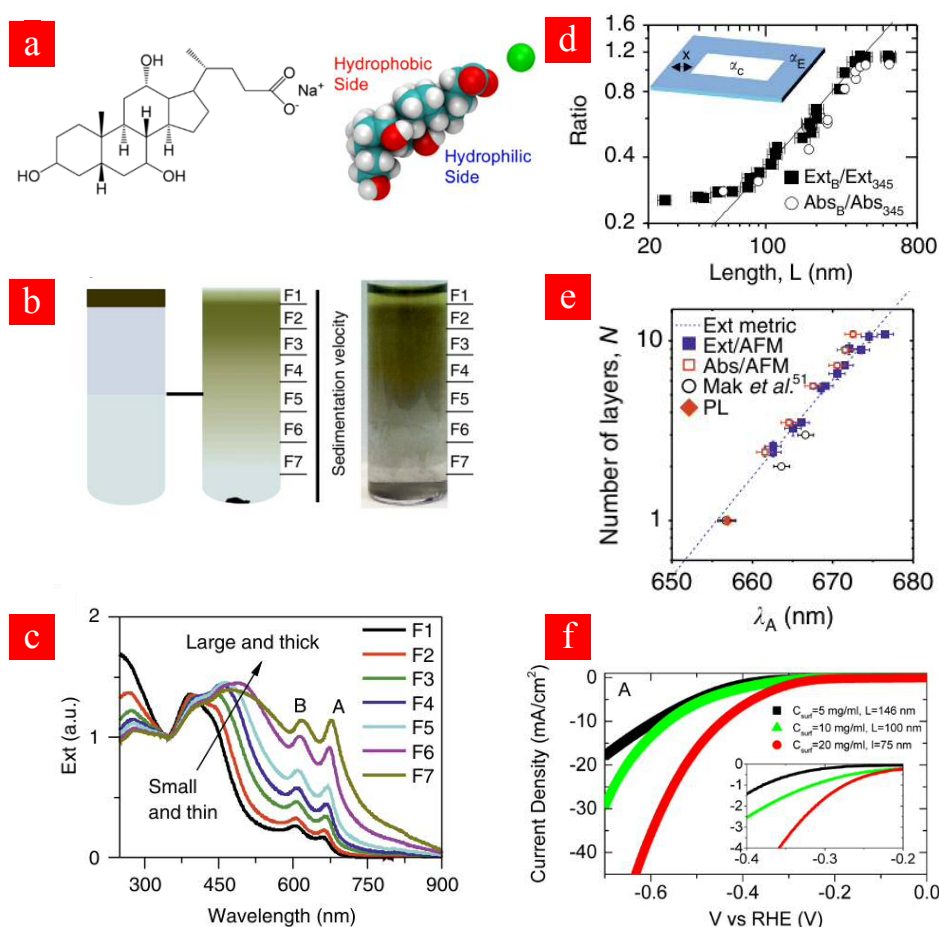 a
OH
O
O-
Na+
HO
H
H
H
H
OH
Hydrophobic
Side
Hydrophilic
Side
b
F1
F2
F3
F4
F5
F6
F7
Sedimentation velocity
F1
F2
F3
F4
F5
F6
F7
c
Ext (a.u.)
2
1
0
Large and thick
Small
and thin
B
A
F1
F2
F3
F4
F5
F6
F7
300
450
600
750
900
Wavelength (nm)
d
Ratio
1.6
1.2
0.8
0.4
0.2
x
αC
αE
ExtB/Ext345
AbsB/Abs345
20
100
800
Length, L (nm)
e
Number of layers, N
10
1
Ext metric
Ext/AFM
Abs/AFM
Mak et al.51
PL
650
660
670
680
λA (nm)
f
Current Density (mA/cm2)
0
-10
-20
-30
-40
A
Csurf=5 mg/ml, L=146 nm
Csurf=10 mg/ml, L=100 nm
Csurf=20 mg/ml, l=75 nm
0
-1
-2
-3
-4
-0.4
-0.3
-0.2
-0.6
-0.4
-0.2
0.0
V vs RHE (V)